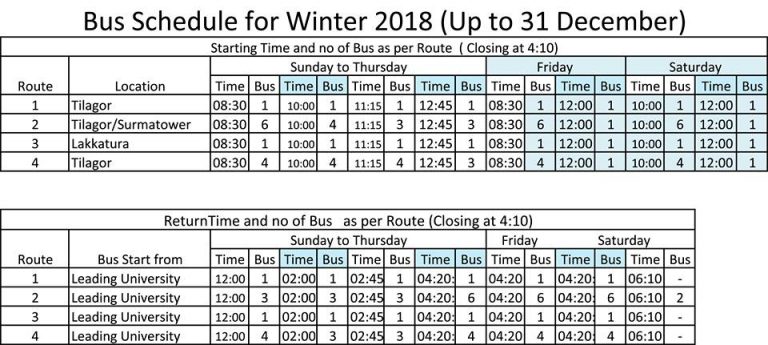 Bus Schedule for Winter 2018 (Up to 31 December)
Starting Time and no of Bus as per Route ( Closing at 4:10)
Sunday to Thursday Friday Saturday
Route Location Time Bus Time Bus Time Bus Time Bus Time Bus Time Bus Time Bus Time Bus
1 Tilagor 08:30 1 10:00 1 11:15 1 12:45 1 08:30 1 12:00 1 10:00 1 12:00 1
2 Tilagor/Surmatower 08:30 6 10:00 4 11:15 3 12:45 3 08:30 6 12:00 1 10:00 6 12:00 1
3 Lakkatura 08:30 1 10:00 1 11:15 1 12:45 1 08:30 1 12:00 1 10:00 1 12:00 1
4 Tilagor 08:30 4 10:00 4 11:15 4 12:45 3 08:30 4 12:00 1 10:00 4 12:00 1
ReturnTime and no of Bus as per Route (Closing at 4:10)
Sunday to Thursday Friday Saturday
Route Bus Start from Time Bus Time Bus Time Bus Time Bus Time Bus Time Bus Time Bus
1 Leading University 12:00 1 02:00 1 02:45 1 04:20: 1 04:20 1 04:20: 1 06:10 -
2 Leading University 12:00 3 02:00 3 02:45 3 04:20: 6 04:20 6 04:20: 6 06:10 2
3 Leading University 12:00 1 02:00 1 02:45 1 04:20: 1 04:20 1 04:20: 1 06:10 -
4 Leading University 12:00 4 02:00 3 02:45 3 04:20: 4 04:20 4 04:20: 4 06:10 -